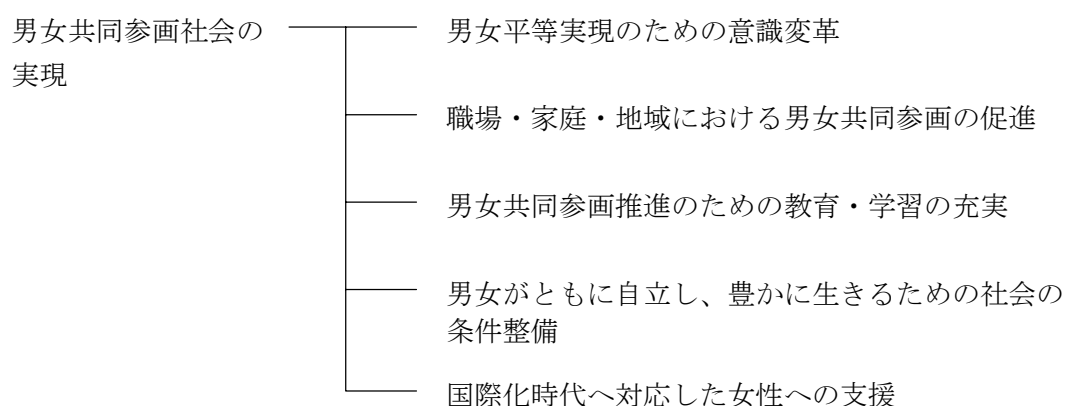 男女共同参画社会の
実現
男女平等実現のための意識変革
職場・家庭・地域における男女共同参画の促進
男女共同参画推進のための教育・学習の充実
男女がともに自立し、豊かに生きるための社会の
条件整備
国際化時代へ対応した女性への支援